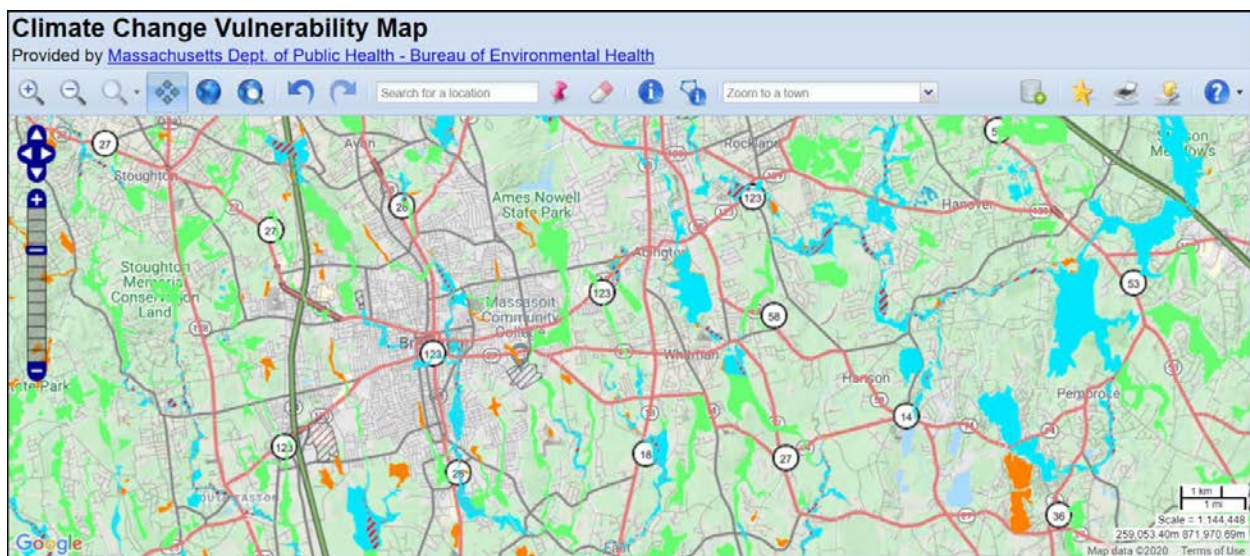 Climate Change Vulnerability Map
Provided by Massachusetts Dept. of Public Health - Bureau of Environmental Health
Search for a location
Zoom to a town
27
Stoughton
Avon
28
27
Ames Nowell
State Park
Rockland
123
Hanover
Abington
Stoughton
Memorial
Conservation
Land
Massasoit
Community
123
53
58
123
Whitman
Hanson
Pembroke
14
123
18
27
28
36
1 km
1 mi
Scale = 1:144,448
259,053.40m 871,970.69m
Google
East
Map data ©2020 Terms of Use